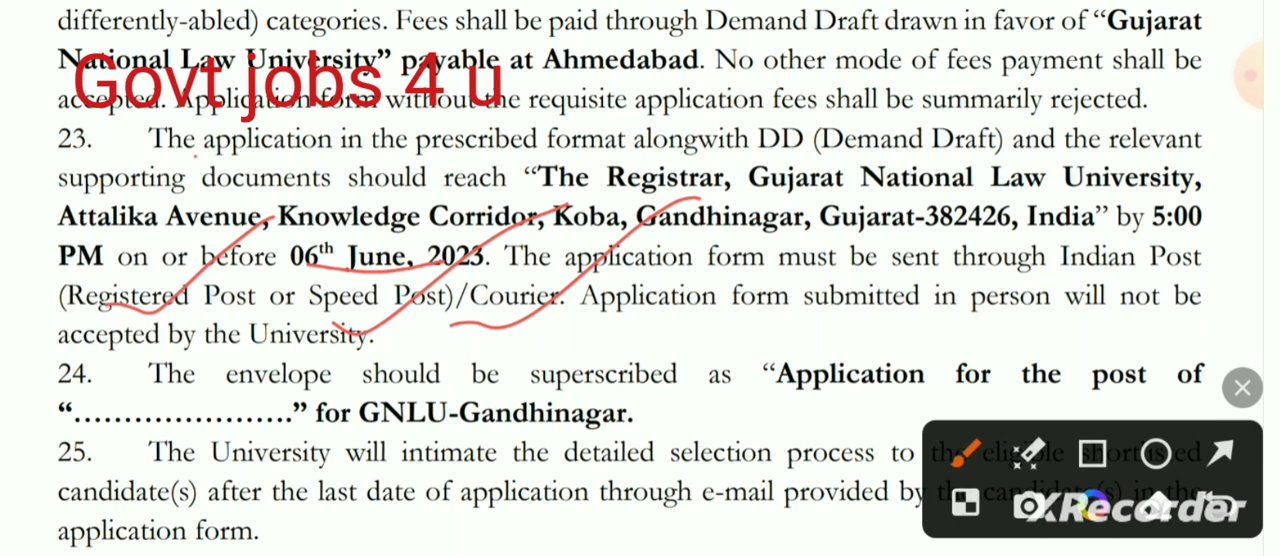 differently-abled) categories. Fees shall be paid through Demand Draft drawn in favor of “Gujarat
National Law University” payable at Ahmedabad. No other mode of fees payment shall be
Govt jobs 4 u
accepted. Application form without the requisite application fees shall be summarily rejected.
23. The application in the prescribed format alongwith DD (Demand Draft) and the relevant
supporting documents should reach “The Registrar, Gujarat National Law University,
Attalika Avenue, Knowledge Corridor, Koba, Gandhinagar, Gujarat-382426, India” by 5:00
PM on or before 06th June, 2023. The application form must be sent through Indian Post
(Registered Post or Speed Post)/Courier. Application form submitted in person will not be
accepted by the University.
24. The envelope should be superscribed as “Application for the post of
“......................” for GNLU-Gandhinagar.
25. The University will intimate the detailed selection process to the eligible shortlisted
candidate(s) after the last date of application through e-mail provided by the candidate(s) in the
XRecorder
application form.